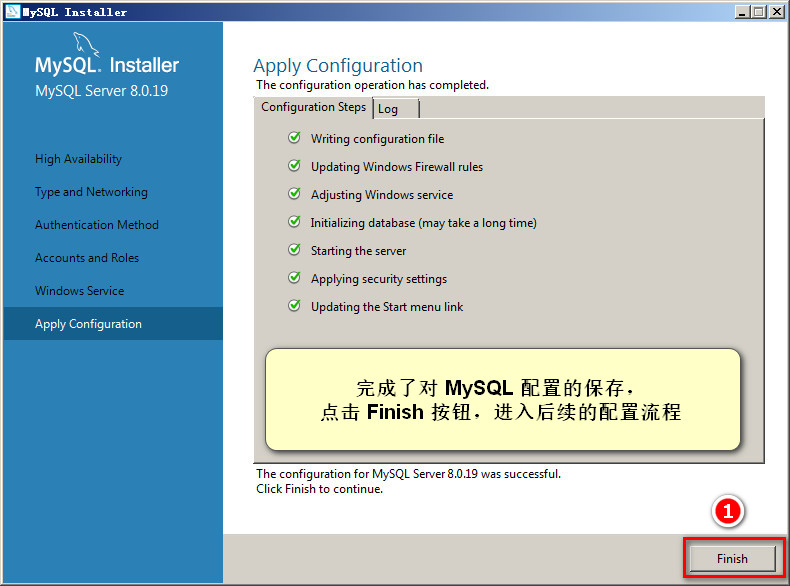 MySQL Installer
MySQL. Installer
MySQL Server 8.0.19
High Availability
Type and Networking
Authentication Method
Accounts and Roles
Windows Service
Apply Configuration
Apply Configuration
The configuration operation has completed.
Configuration Steps
Log
Writing configuration file
Updating Windows Firewall rules
Adjusting Windows service
Initializing database (may take a long time)
Starting the server
Applying security settings
Updating the Start menu link
完成了对 MySQL 配置的保存，
点击 Finish 按钮，进入后续的配置流程
The configuration for MySQL Server 8.0.19 was successful.
Click Finish to continue.
1
Finish